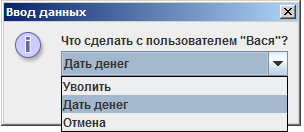 Ввод данных
Что сделать с пользователем "Вася"?
Дать денег
Уволить
Дать денег
Отмена